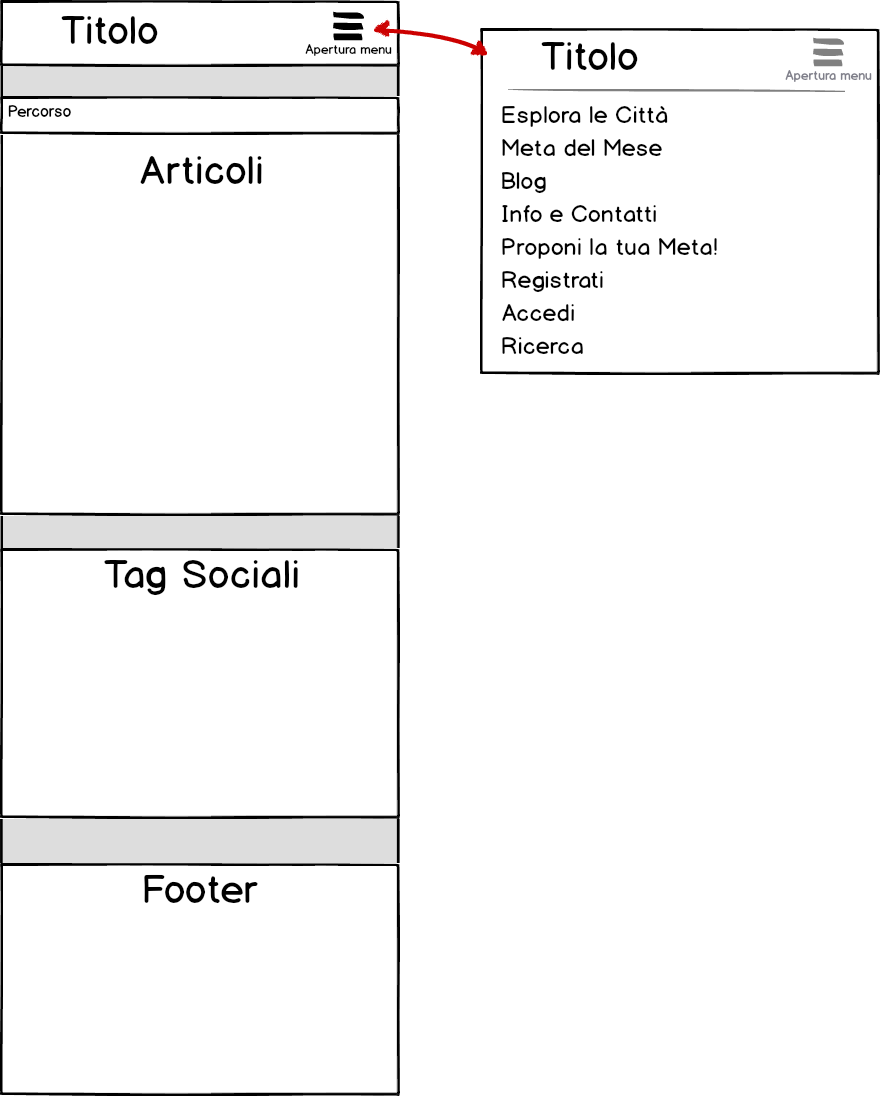 Titolo
Apertura menu
Percorso
Articoli
Tag Sociali
Footer
Titolo
Apertura menu
Esplora le Città
Meta del Mese
Blog
Info e Contatti
Proponi la tua Meta!
Registrati
Accedi
Ricerca